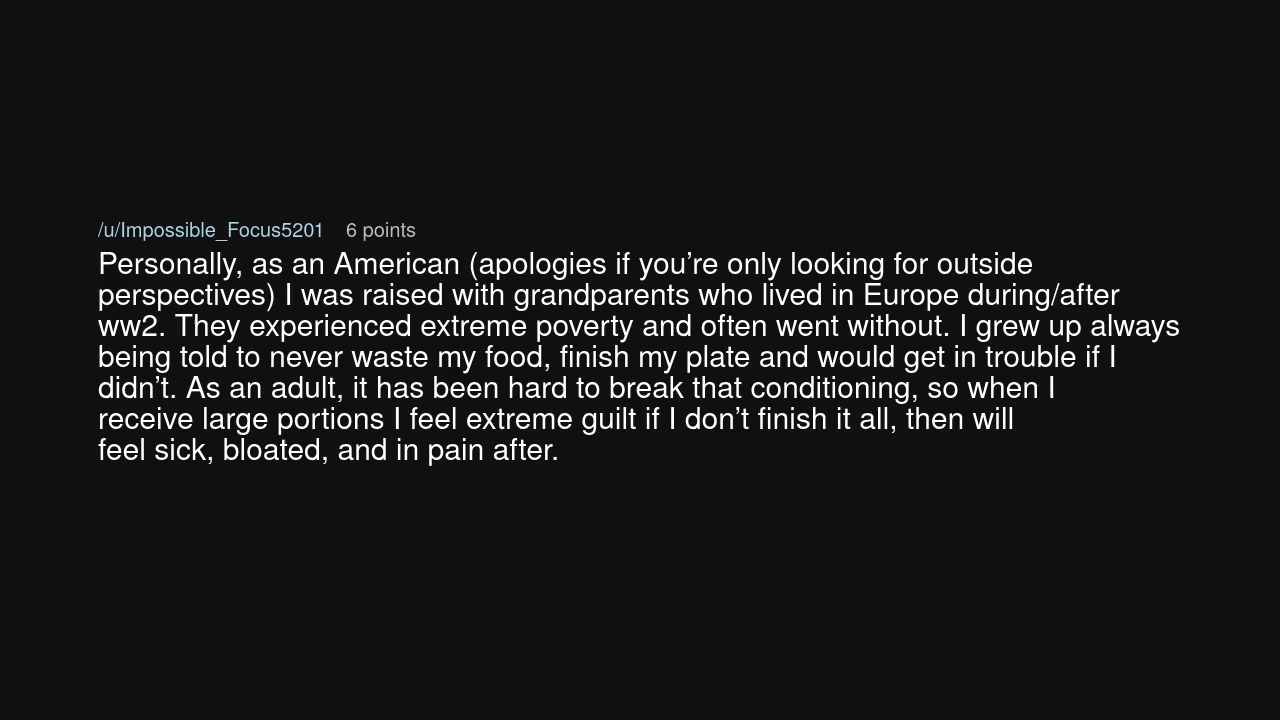 /u/Impossible_Focus5201 6 points
Personally, as an American (apologies if you’re only looking for outside
perspectives) I was raised with grandparents who lived in Europe during/after
ww2. They experienced extreme poverty and often went without. I grew up always
being told to never waste my food, finish my plate and would get in trouble if I
didn’t. As an adult, it has been hard to break that conditioning, so when I
receive large portions I feel extreme guilt if I don’t finish it all, then will
feel sick, bloated, and in pain after.